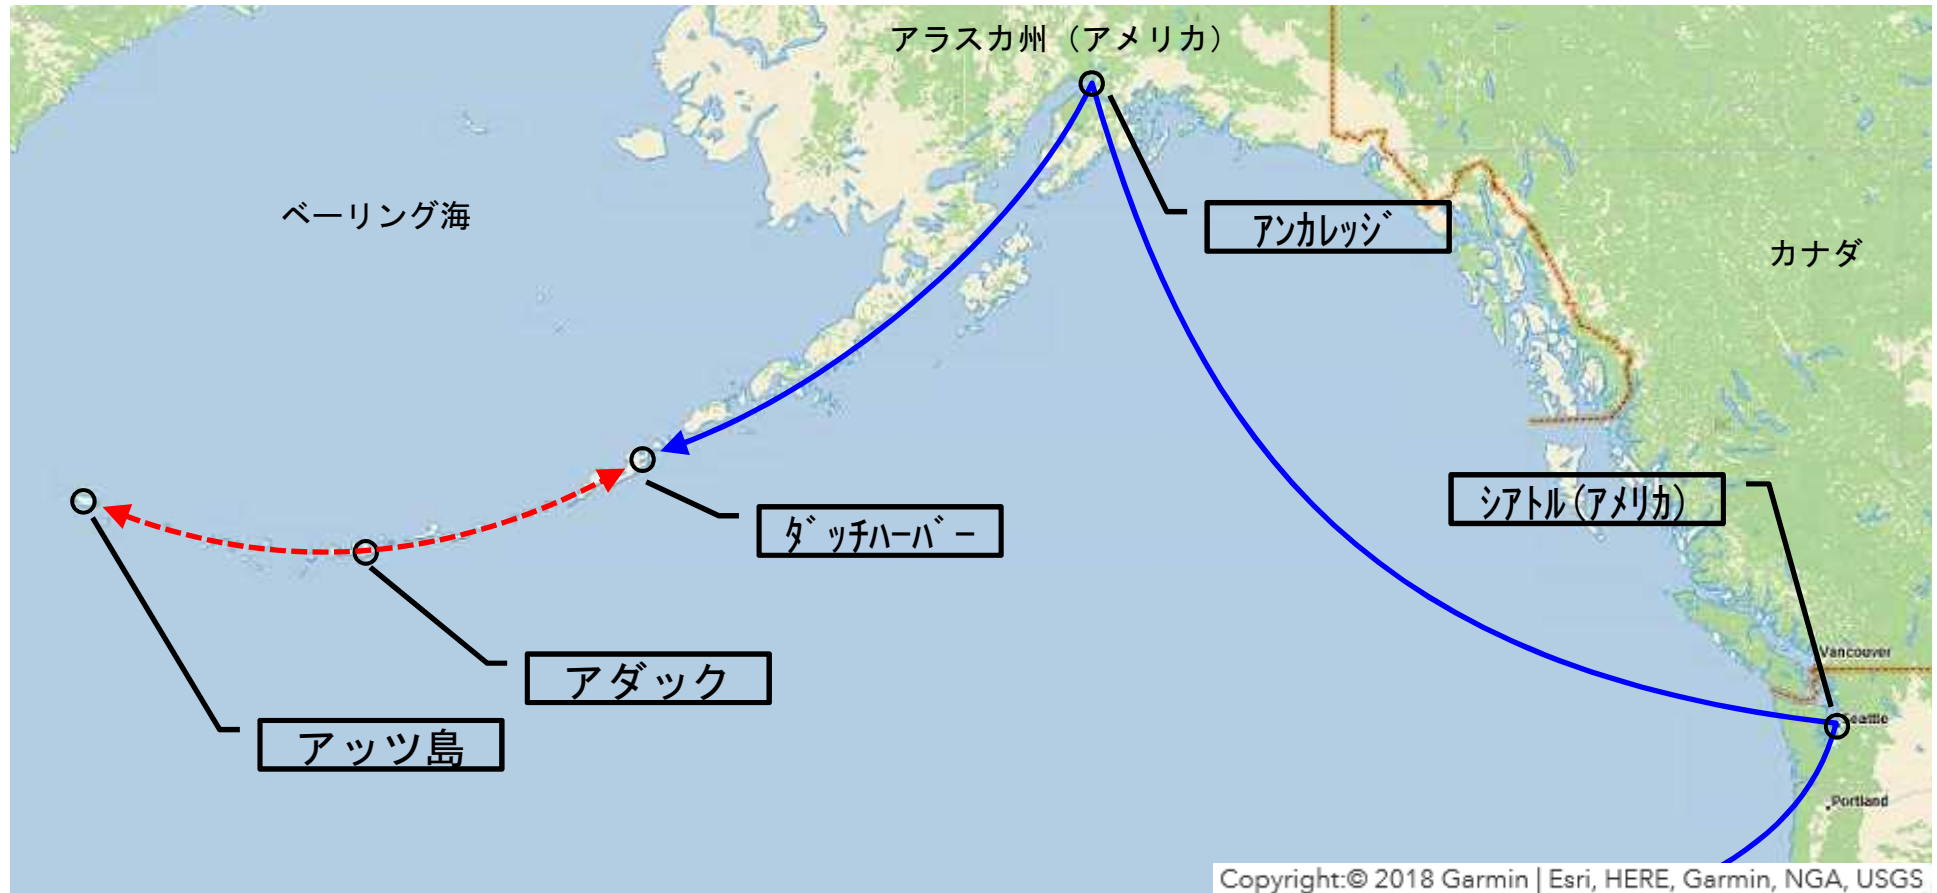 アラスカ州（アメリカ）
ベーリング海
ｱﾝｶﾚｯｼﾞ
カナダ
ｼｱﾄﾙ(ｱﾒﾘｶ)
ﾀﾞｯﾁﾊｰﾊﾞｰ
アダック
アッツ島
Vancouver
Seattle
Portland
Copyright:© 2018 Garmin | Esri, HERE, Garmin, NGA, USGS